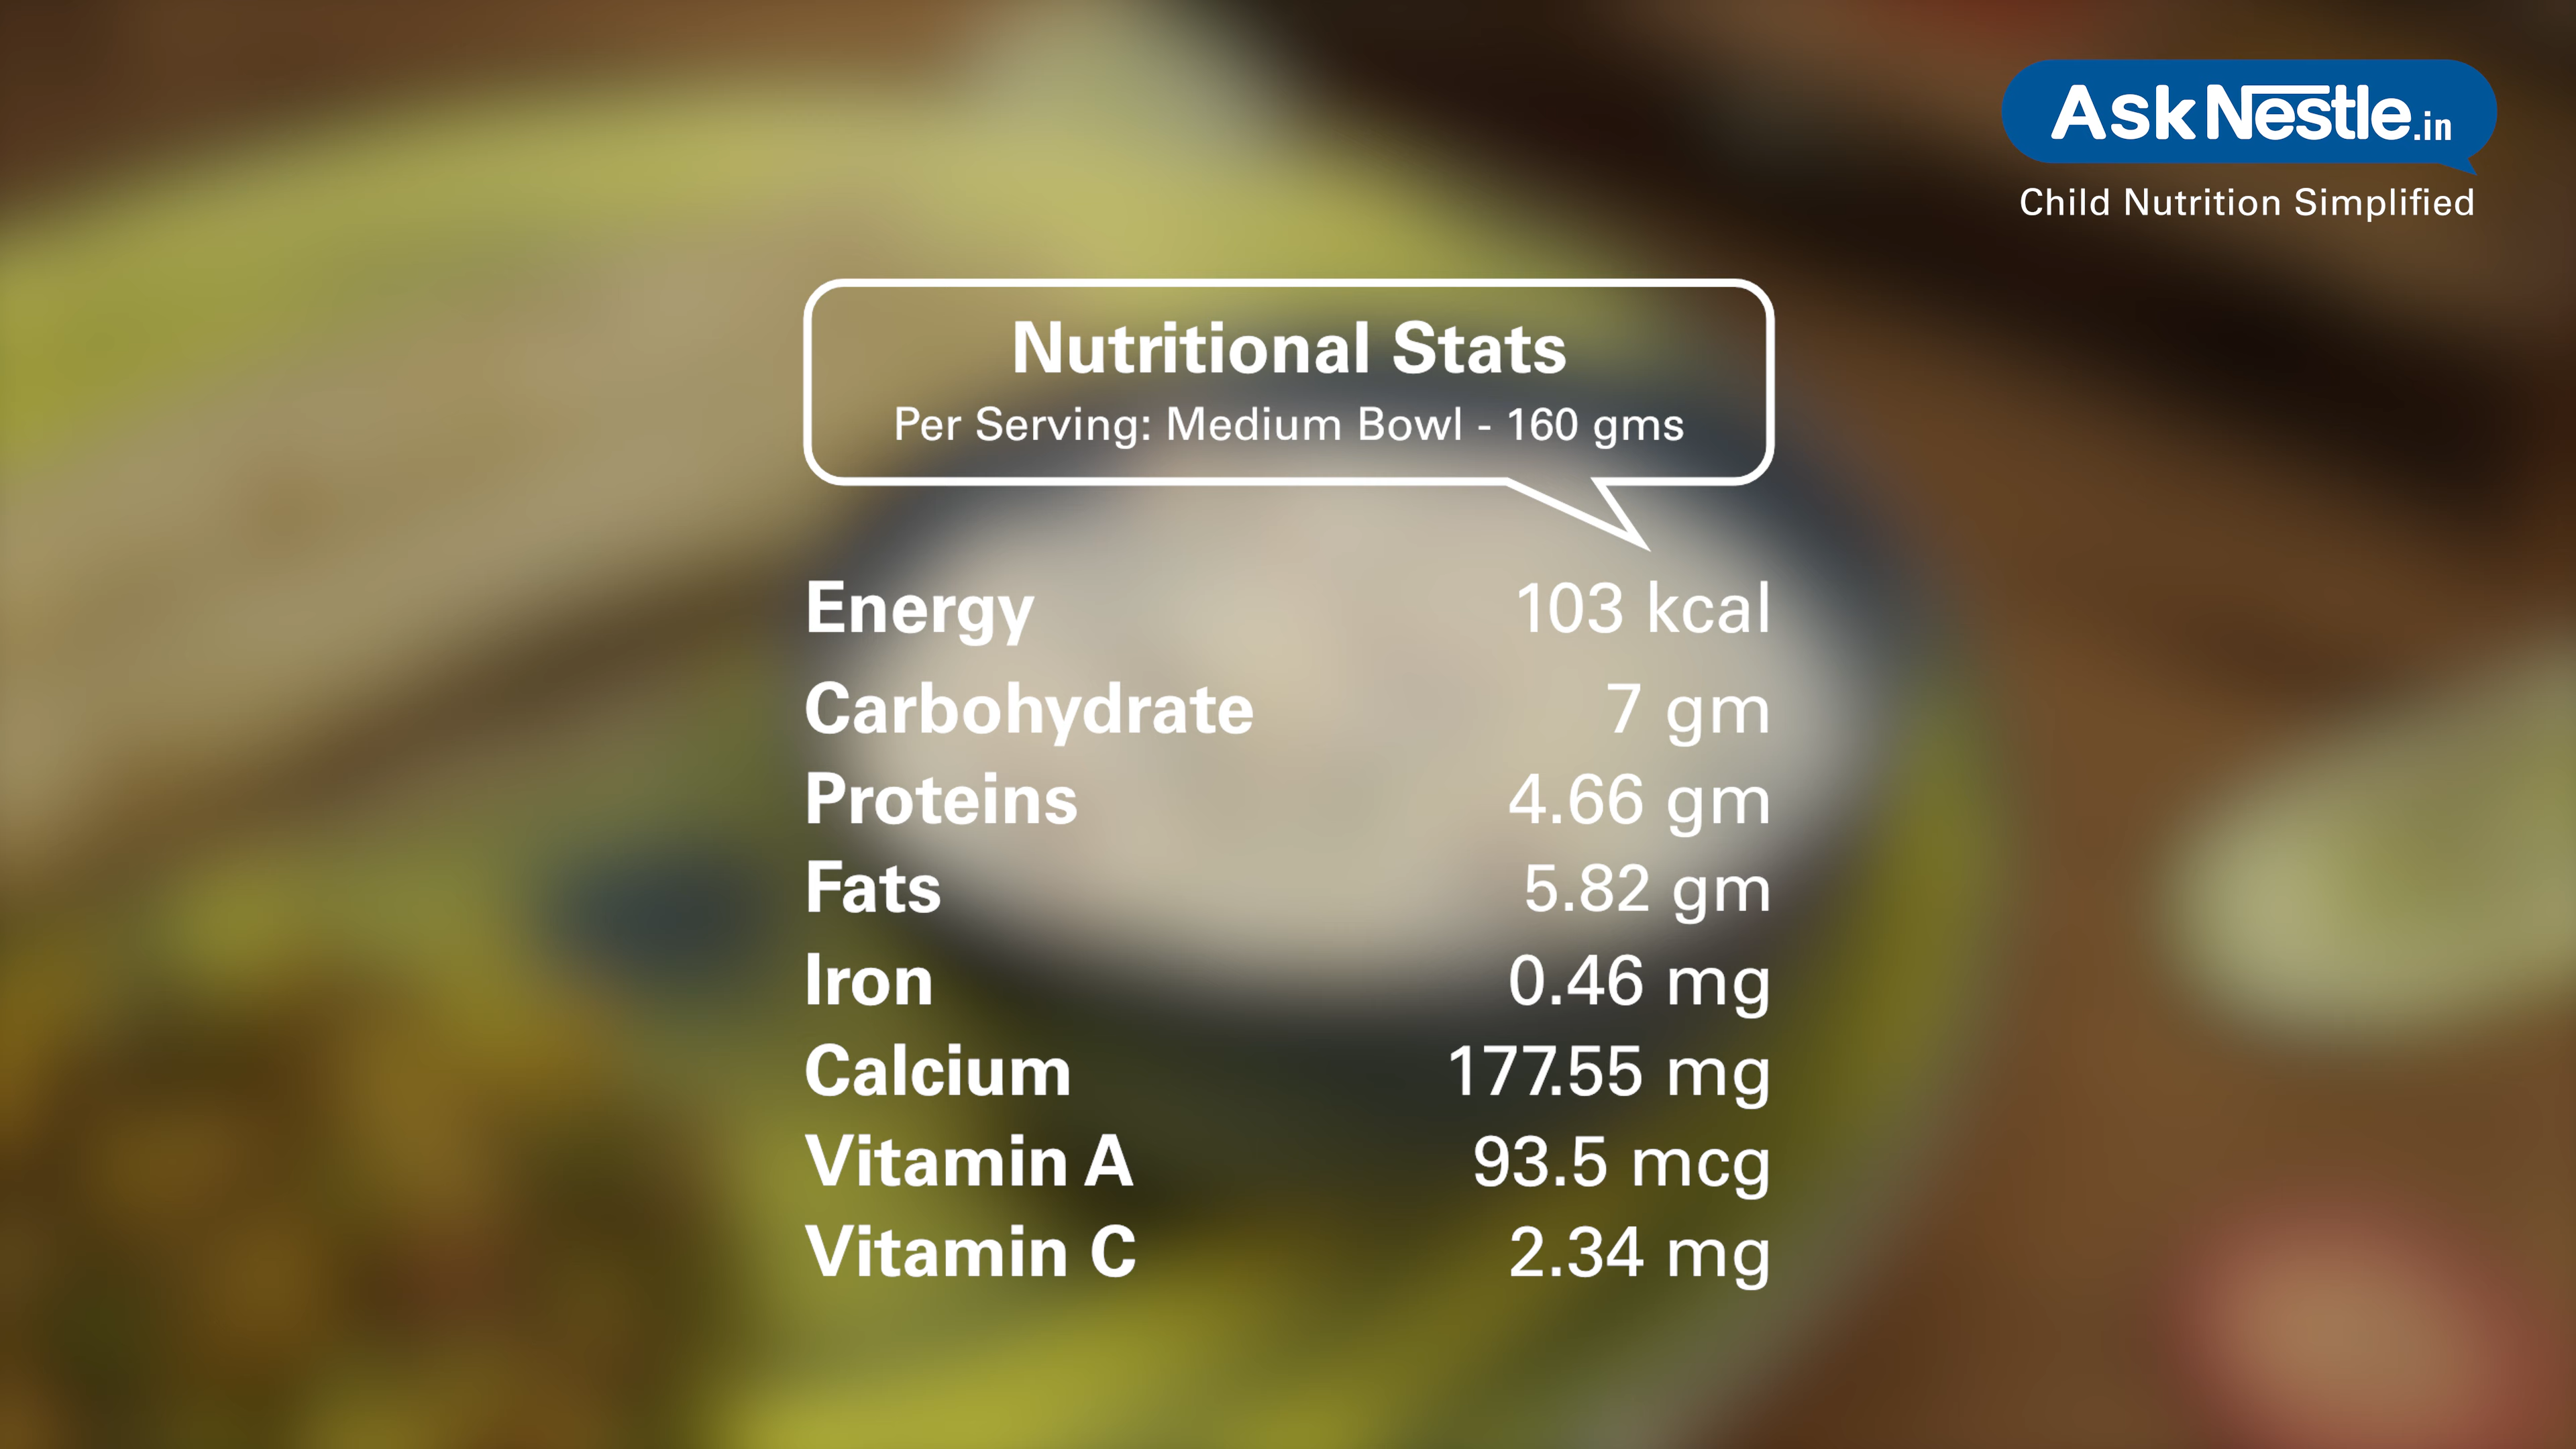 AskNestle.in
Child Nutrition Simplified
Nutritional Stats
Per Serving: Medium Bowl - 160 gms
Energy 103 kcal
Carbohydrate 7 gm
Proteins 4.66 gm
Fats 5.82 gm
Iron 0.46 mg
Calcium 177.55 mg
Vitamin A 93.5 mcg
Vitamin C 2.34 mg